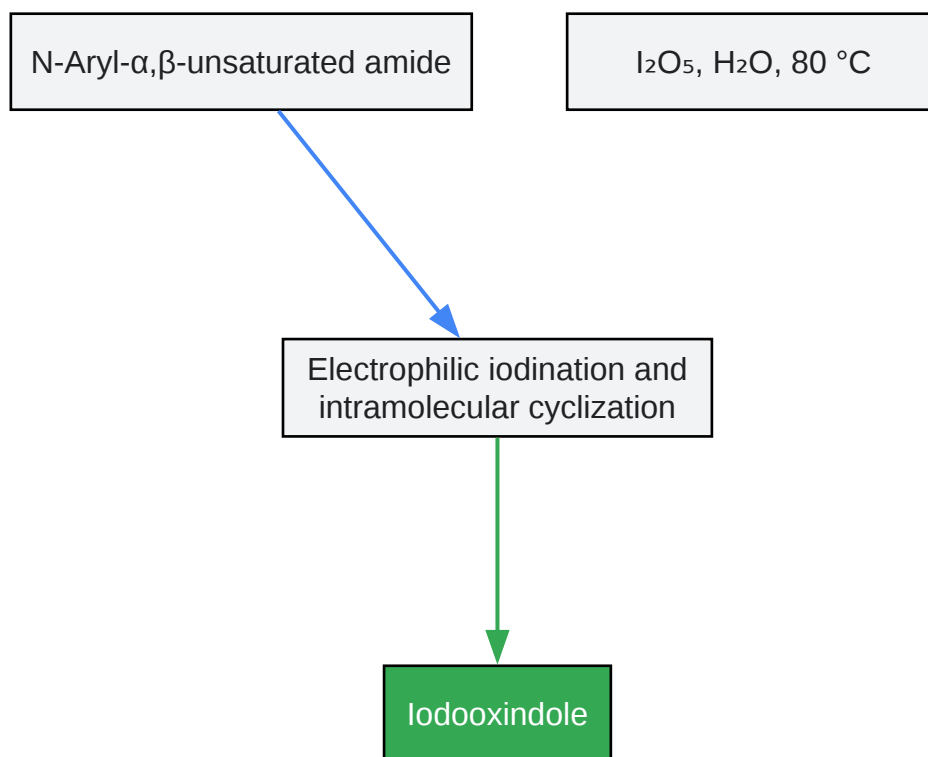 N-Aryl-α,β-unsaturated amide
I₂O₅, H₂O, 80 °C
Electrophilic iodination and
intramolecular cyclization
Iodooxindole